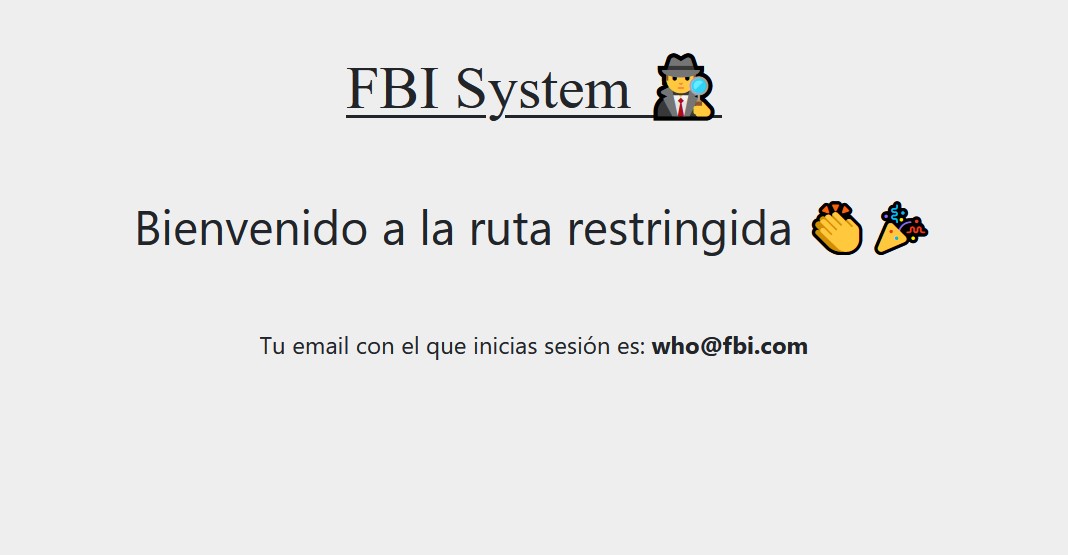 FBI System 🕵️
Bienvenido a la ruta restringida 👏🎉
Tu email con el que inicias sesión es: who@fbi.com